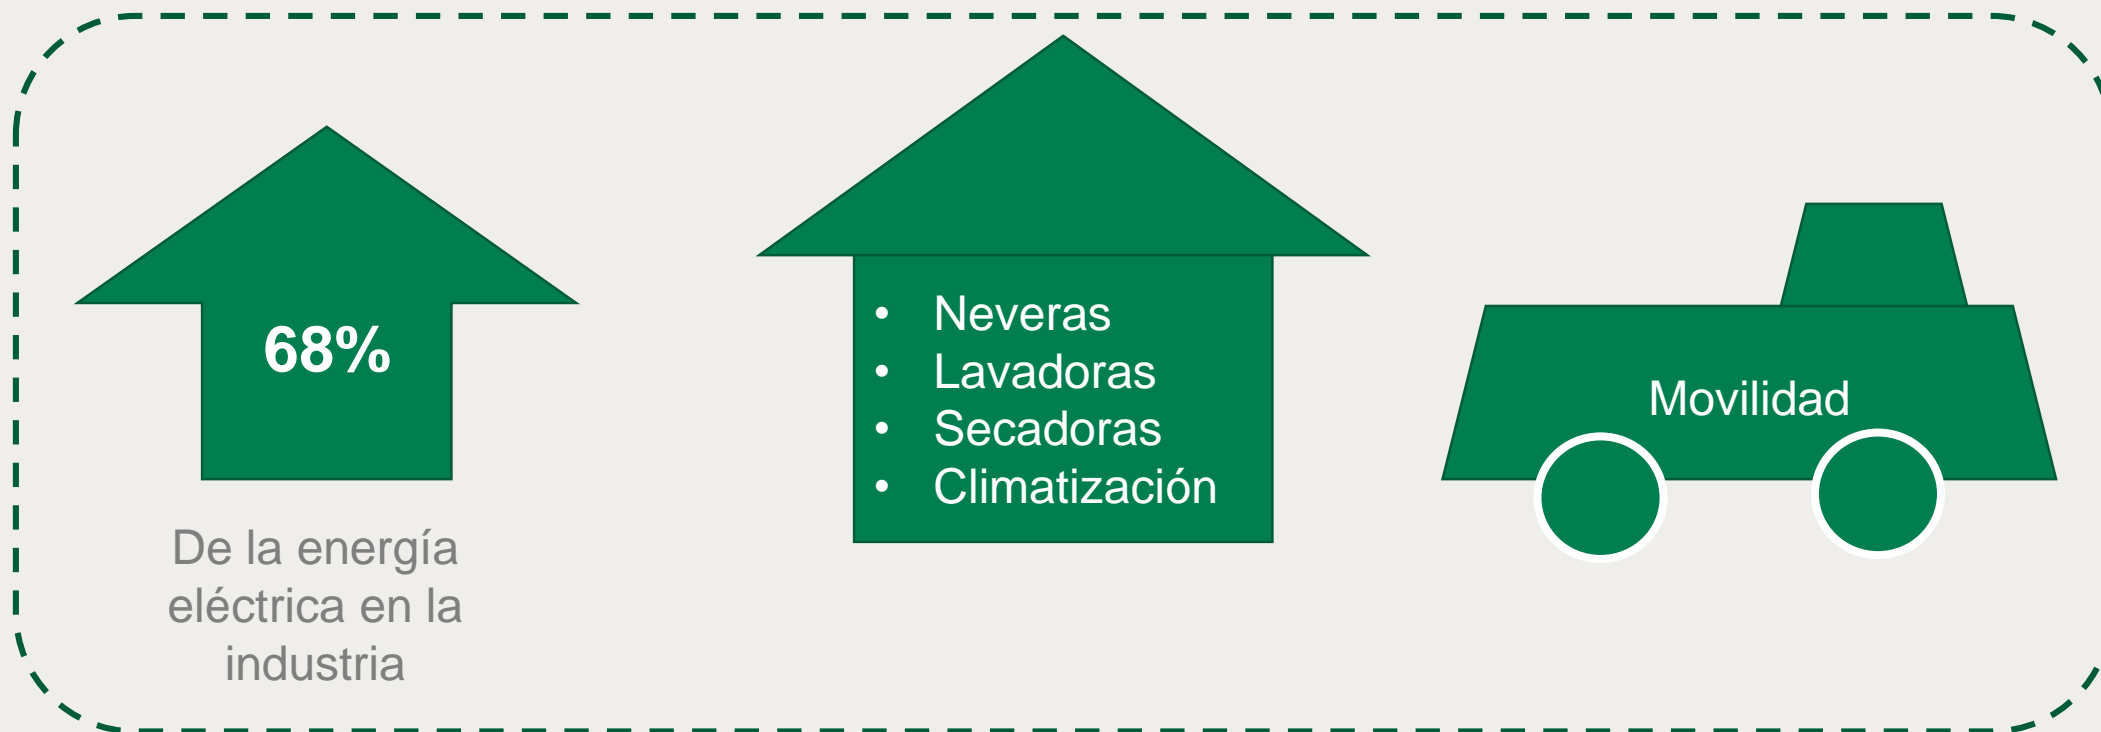 68%
De la energía
eléctrica en la
industria
• Neveras
• Lavadoras
• Secadoras
• Climatización
Movilidad